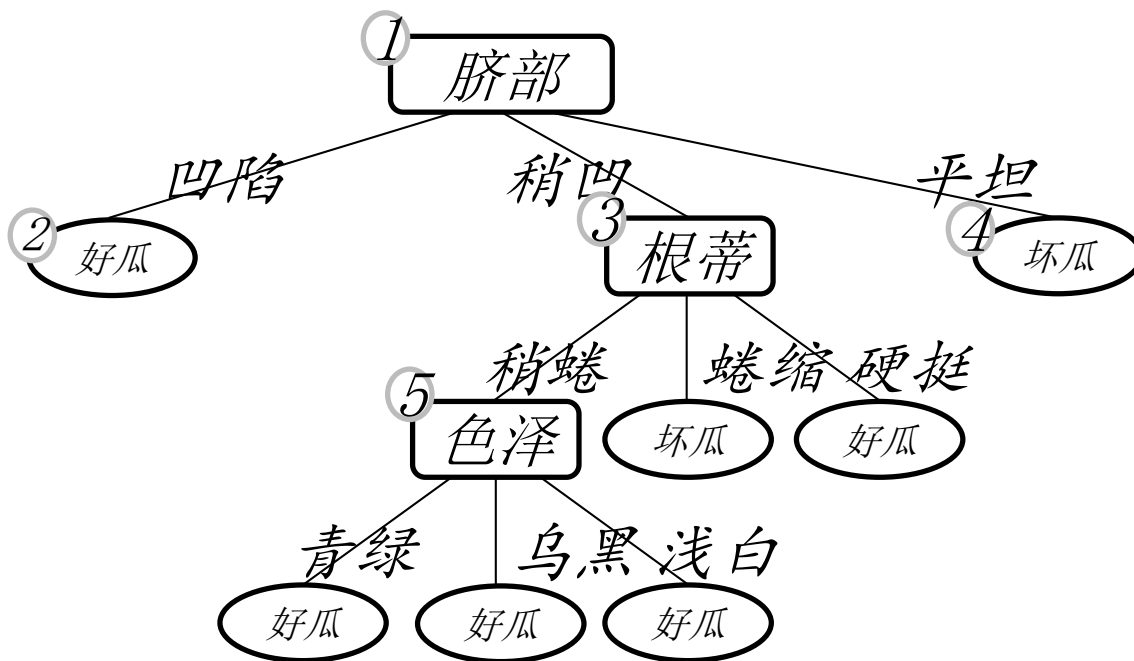 1
脐部
凹陷 稍凹 平坦
2 3 4
好瓜 根蒂 坏瓜
稍蜷 蜷缩 硬挺
5
色泽 坏瓜 好瓜
青绿 乌黑 浅白
好瓜 好瓜 好瓜